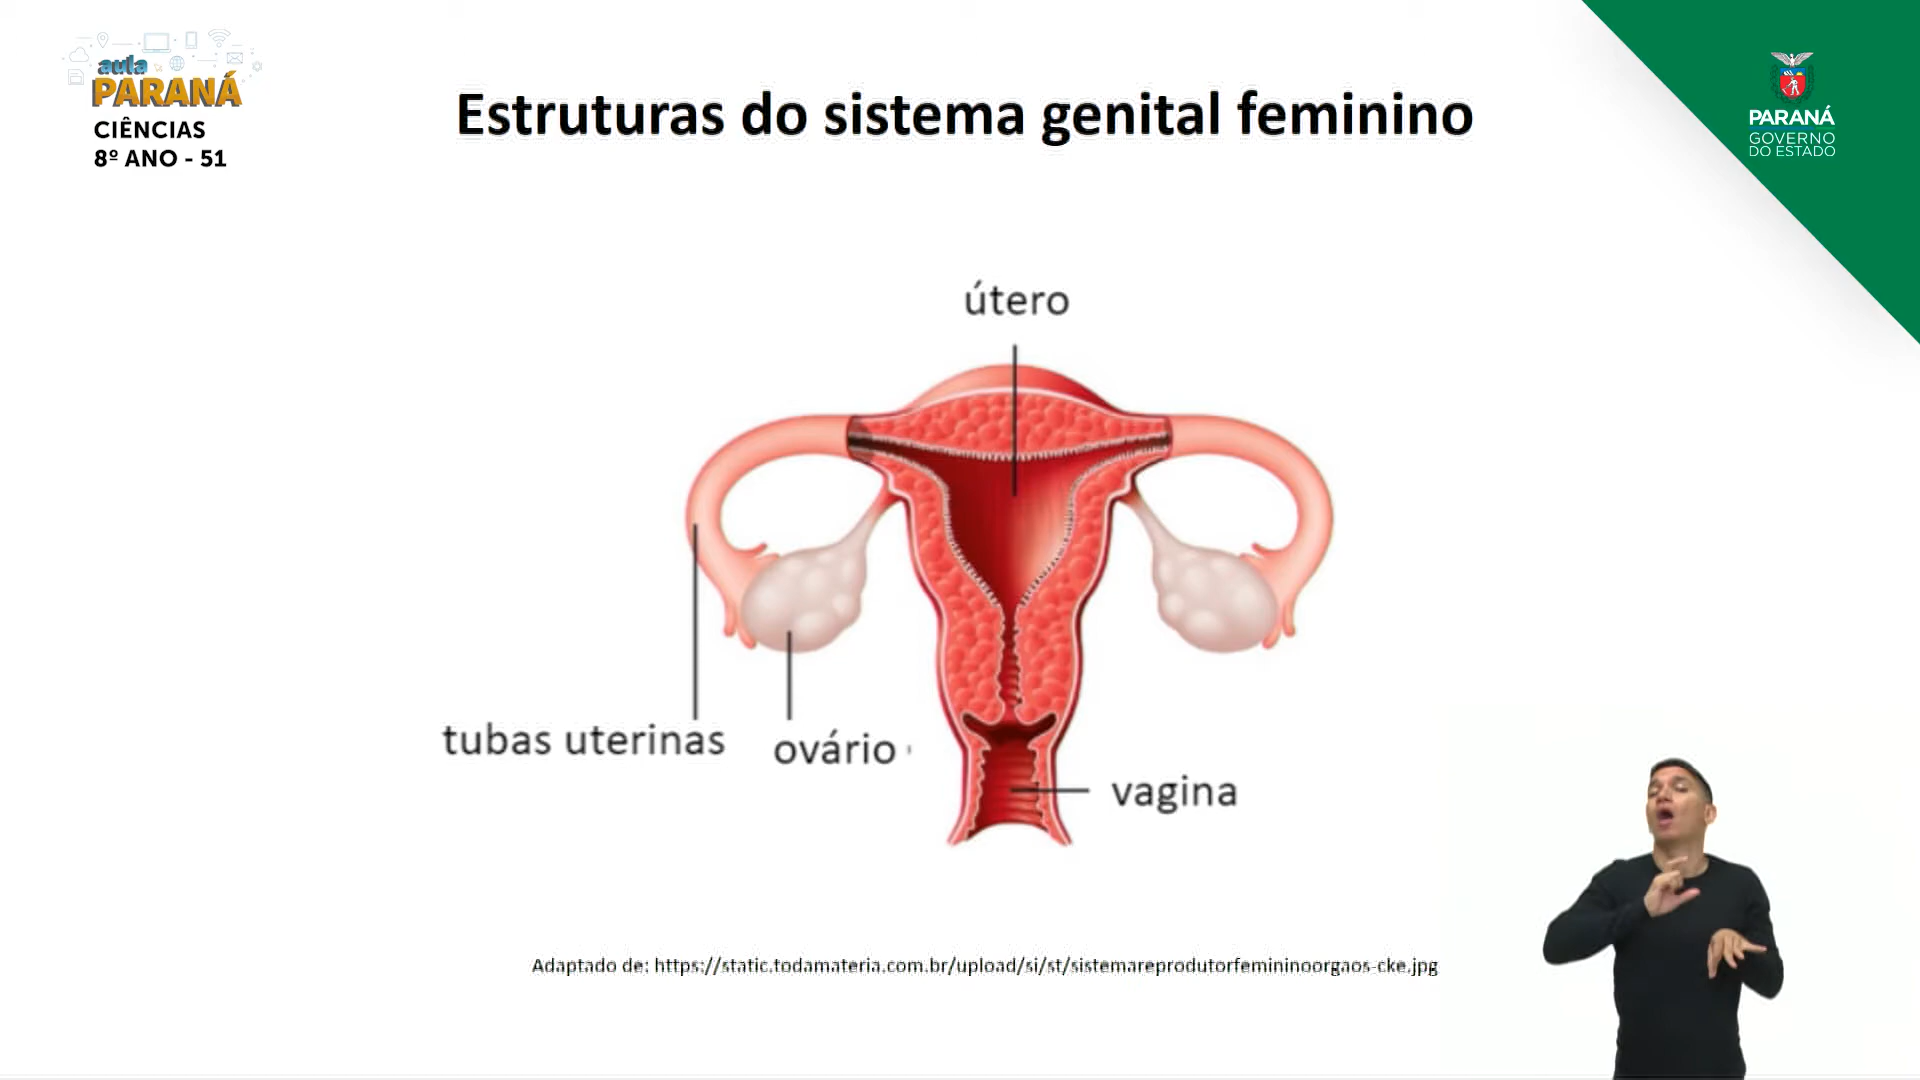 aula
PARANÁ
CIÊNCIAS
8º ANO - 51
Estruturas do sistema genital feminino
PARANÁ
GOVERNO
DO ESTADO
útero
tubas uterinas
ovário
vagina
Adaptado de: https://static.todamateria.com.br/upload/si/st/sistemareprodutorfemininoorgaos-cke.jpg